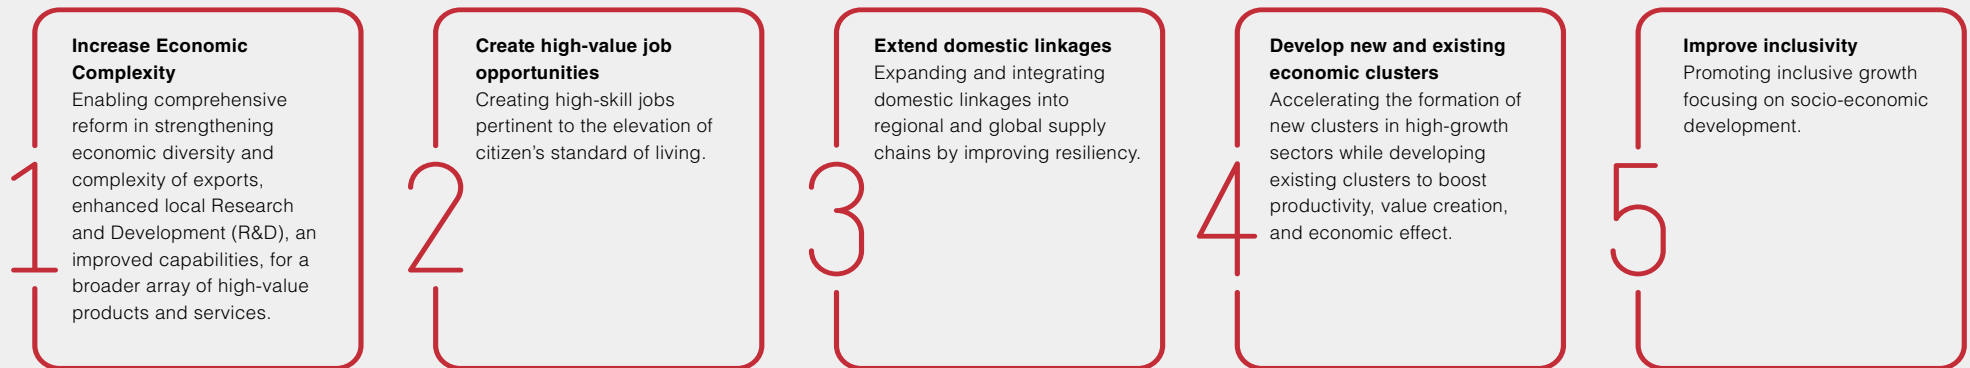 1
Increase Economic
Complexity
Enabling comprehensive
reform in strengthening
economic diversity and
complexity of exports,
enhanced local Research
and Development (R&D), an
improved capabilities, for a
broader array of high-value
products and services.
2
Create high-value job
opportunities
Creating high-skill jobs
pertinent to the elevation of
citizen’s standard of living.
3
Extend domestic linkages
Expanding and integrating
domestic linkages into
regional and global supply
chains by improving resiliency.
4
Develop new and existing
economic clusters
Accelerating the formation of
new clusters in high-growth
sectors while developing
existing clusters to boost
productivity, value creation,
and economic effect.
5
Improve inclusivity
Promoting inclusive growth
focusing on socio-economic
development.